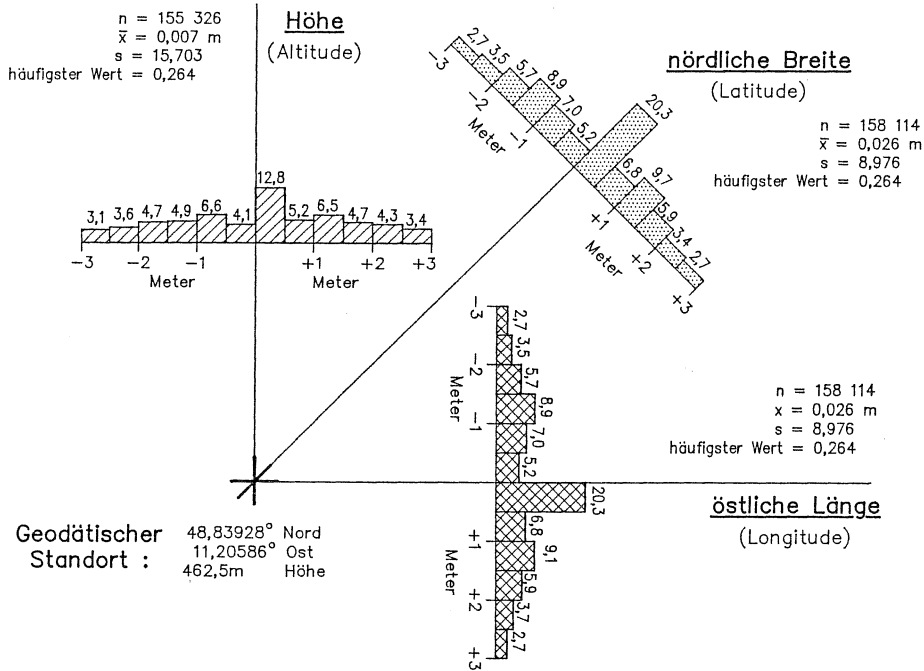 n = 155 326
x̄ = 0,007 m
s = 15,703
häufigster Wert = 0,264
Höhe
(Altitude)
3,1 3,6 4,7 4,9 6,6 4,1 12,8 5,2 6,5 4,7 4,3 3,4
-3 -2 -1 +1 +2 +3
Meter Meter
nördliche Breite
(Latitude)
n = 158 114
x̄ = 0,026 m
s = 8,976
häufigster Wert = 0,264
2,7 3,5 5,7 8,9 7,0 5,2 20,3 6,8 9,7 5,9 3,4 2,7
-3 -2 -1 +1 +2 +3
Meter Meter
n = 158 114
x = 0,026 m
s = 8,976
häufigster Wert = 0,264
östliche Länge
(Longitude)
2,7 3,5 5,7 8,9 7,0 5,2 20,3 6,8 9,1 5,9 3,7 2,7
-3 -2 -1 +1 +2 +3
Meter Meter
Geodätischer
Standort :
48,83928° Nord
11,20586° Ost
462,5m Höhe